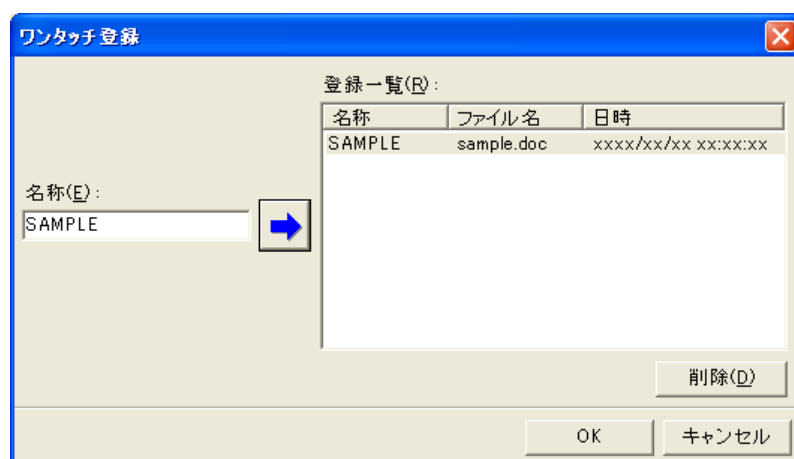 ワンタッチ登録
登録一覧(R):
名称 ファイル名 日時
SAMPLE sample.doc xxxx/xx/xx xx:xx:xx
名称(E):
SAMPLE
削除(D)
OK キャンセル